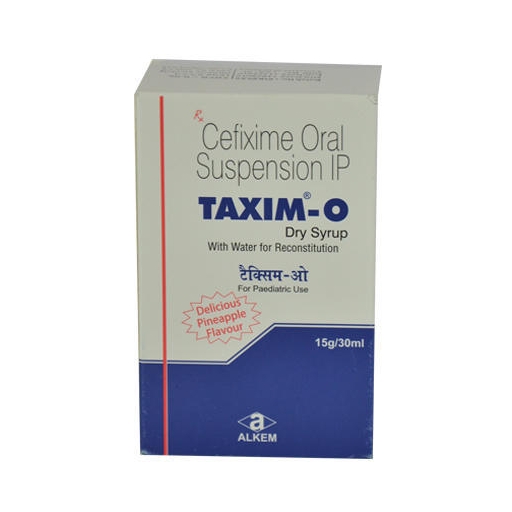 Rx
Cefixime Oral
Suspension IP
TAXIM®-O
Dry Syrup
With Water for Reconstitution
टैक्सिम-ओ
For Paediatric Use
Delicious
Pineapple
Flavour
15g/30ml
a
ALKEM